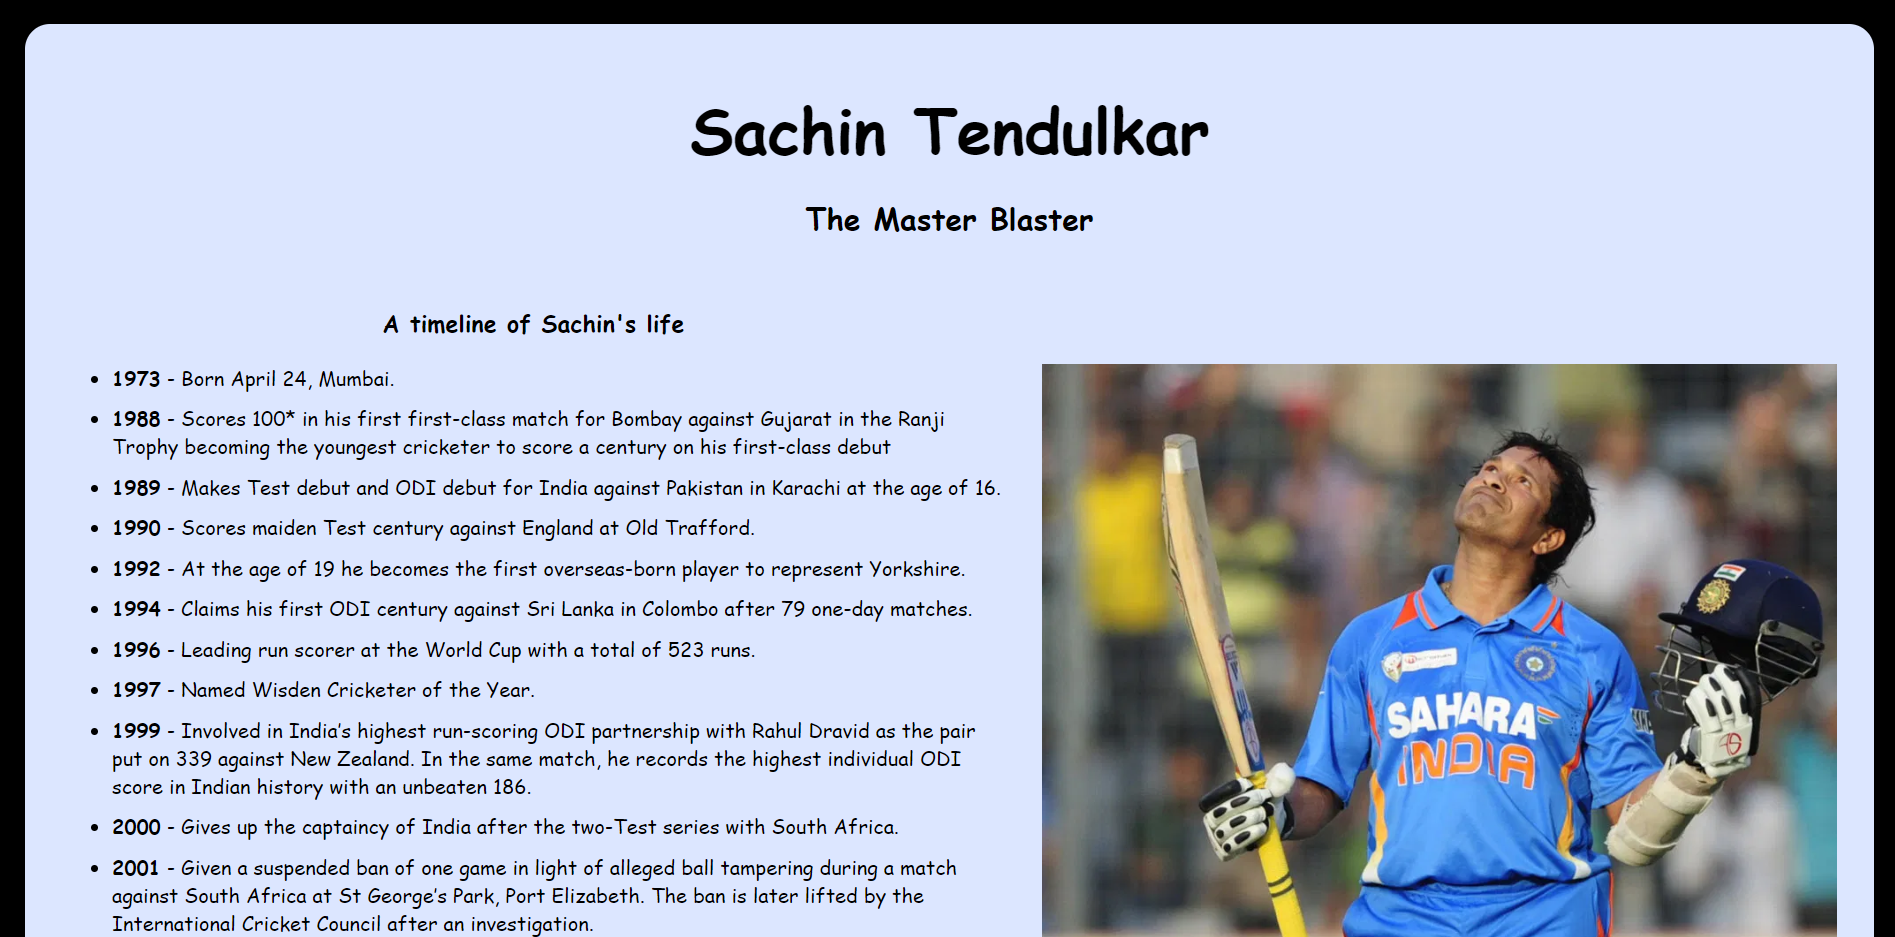 Sachin Tendulkar
The Master Blaster
A timeline of Sachin's life
• 1973 - Born April 24, Mumbai.
• 1988 - Scores 100* in his first first-class match for Bombay against Gujarat in the Ranji
Trophy becoming the youngest cricketer to score a century on his first-class debut
• 1989 - Makes Test debut and ODI debut for India against Pakistan in Karachi at the age of 16.
• 1990 - Scores maiden Test century against England at Old Trafford.
• 1992 - At the age of 19 he becomes the first overseas-born player to represent Yorkshire.
• 1994 - Claims his first ODI century against Sri Lanka in Colombo after 79 one-day matches.
• 1996 - Leading run scorer at the World Cup with a total of 523 runs.
• 1997 - Named Wisden Cricketer of the Year.
• 1999 - Involved in India’s highest run-scoring ODI partnership with Rahul Dravid as the pair
put on 339 against New Zealand. In the same match, he records the highest individual ODI
score in Indian history with an unbeaten 186.
• 2000 - Gives up the captaincy of India after the two-Test series with South Africa.
• 2001 - Given a suspended ban of one game in light of alleged ball tampering during a match
against South Africa at St George’s Park, Port Elizabeth. The ban is later lifted by the
International Cricket Council after an investigation.
SAHARA
INDIA